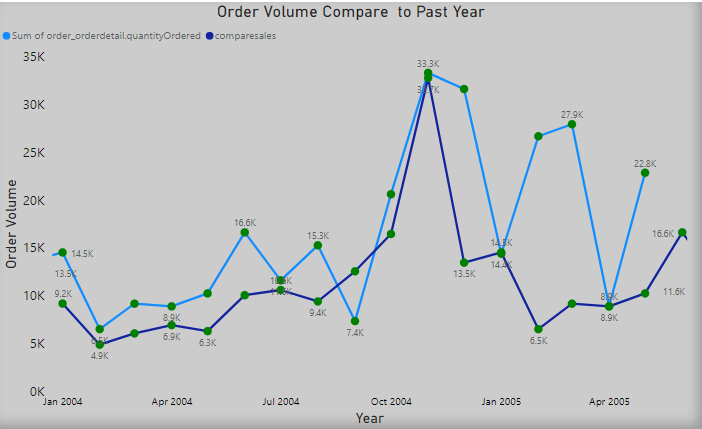 Order Volume Compare to Past Year
Sum of order_orderdetail.quantityOrdered comparesales
35K
30K
25K
20K
15K
10K
5K
0K
Order Volume
33.3K
27.9K
22.8K
16.6K
15.3K
14.5K
13.5K
9.2K
8.9K
6.9K
4.9K
6.3K
9.4K
7.4K
13.5K
14.4K
6.5K
8.9K
16.6K
11.6K
Jan 2004 Apr 2004 Jul 2004 Oct 2004 Jan 2005 Apr 2005
Year